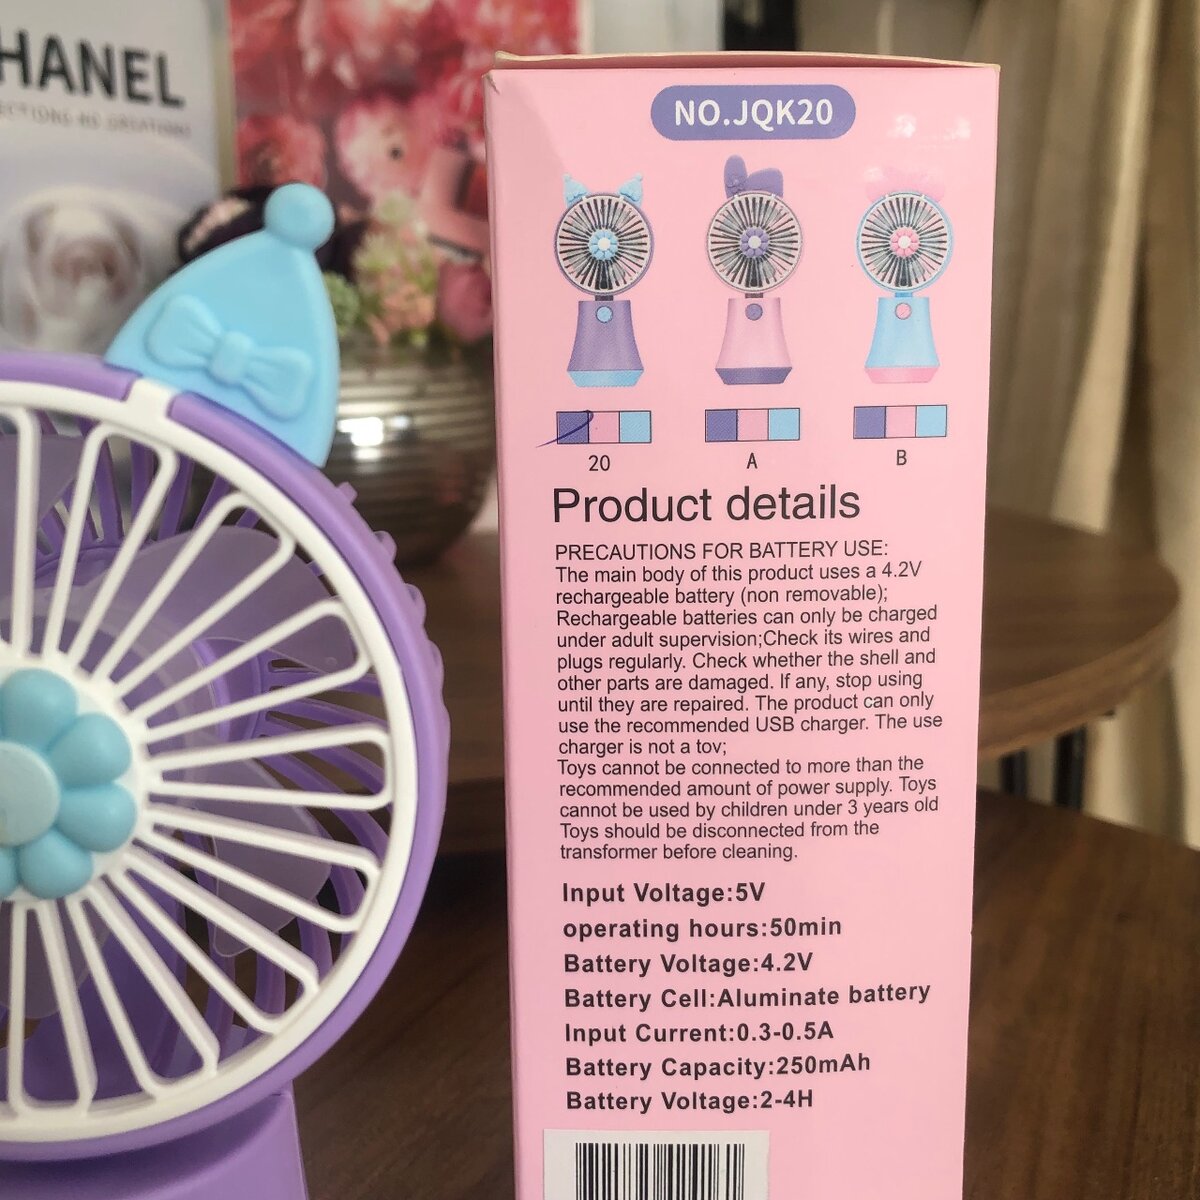 HANEL
NO.JQK20
20
A
B
Product details
PRECAUTIONS FOR BATTERY USE:
The main body of this product uses a 4.2V
rechargeable battery (non removable);
Rechargeable batteries can only be charged
under adult supervision;Check its wires and
plugs regularly. Check whether the shell and
other parts are damaged. If any, stop using
until they are repaired. The product can only
use the recommended USB charger. The use
charger is not a tov;
Toys cannot be connected to more than the
recommended amount of power supply. Toys
cannot be used by children under 3 years old
Toys should be disconnected from the
transformer before cleaning.
Input Voltage:5V
operating hours:50min
Battery Voltage:4.2V
Battery Cell:Aluminate battery
Input Current:0.3-0.5A
Battery Capacity:250mAh
Battery Voltage:2-4H